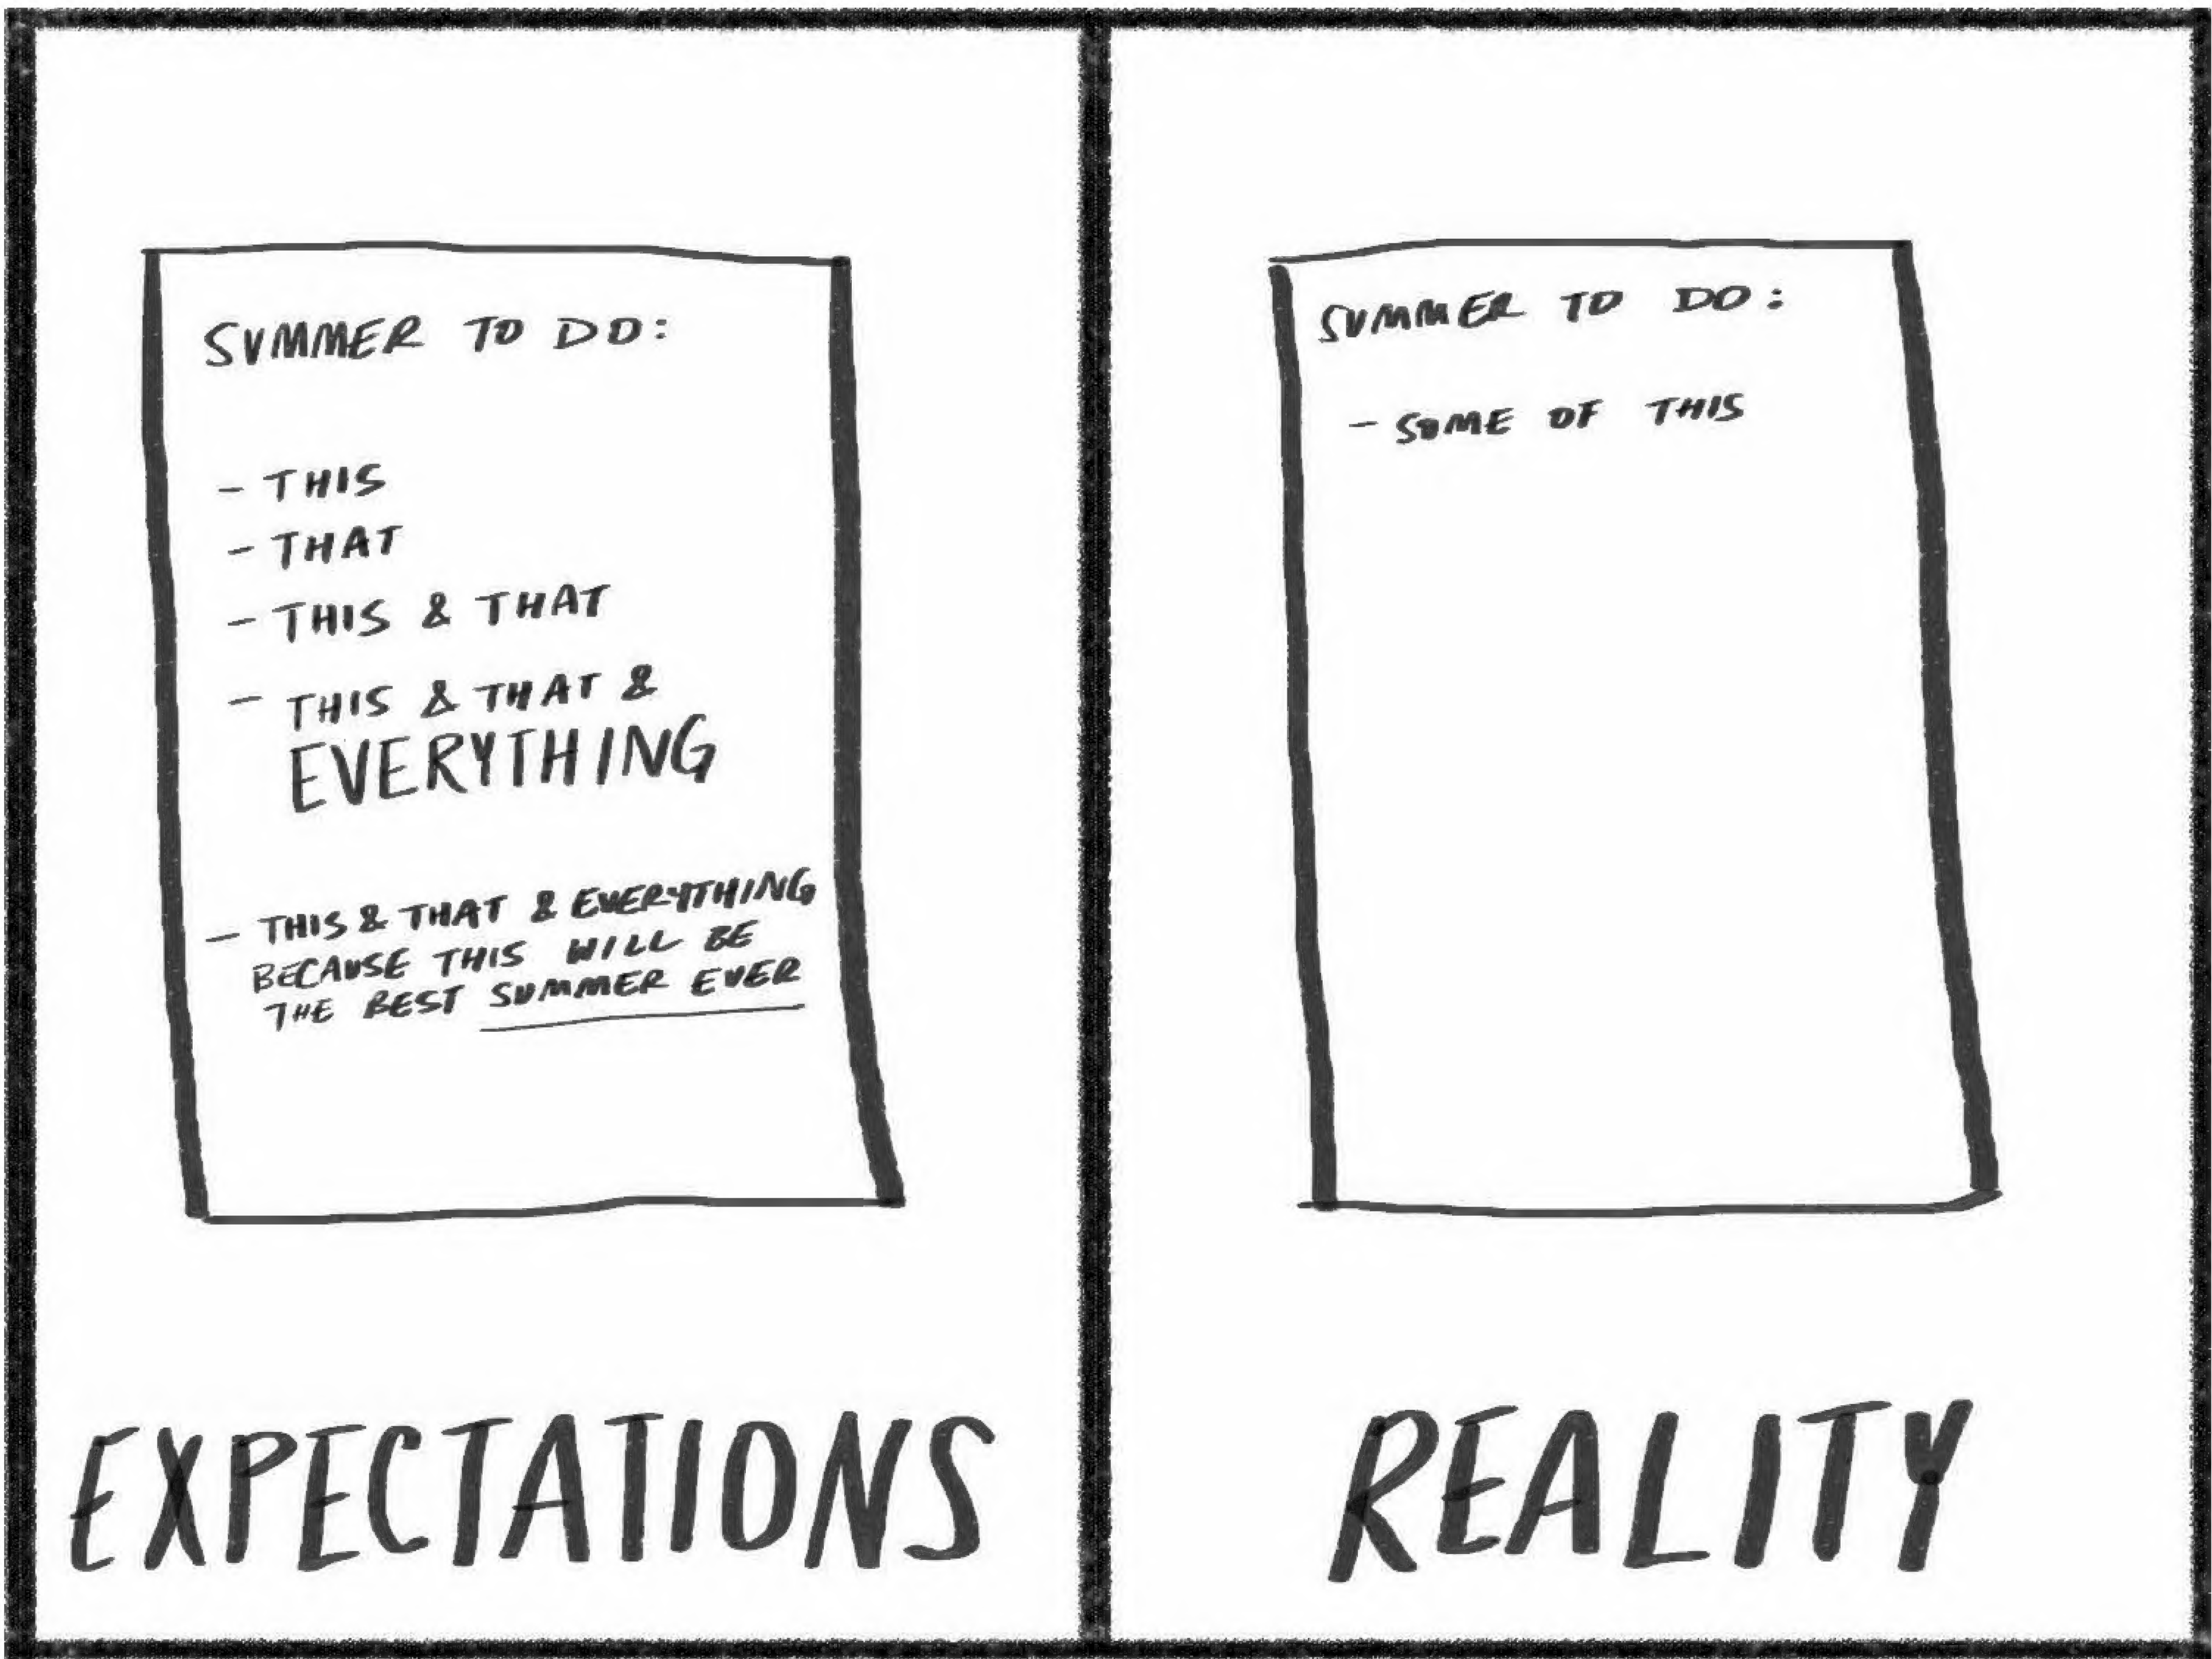 SUMMER TO DO:
- THIS
- THAT
- THIS & THAT
- THIS & THAT &
EVERYTHING
- THIS & THAT & EVERYTHING
BECAUSE THIS WILL BE
THE BEST SUMMER EVER
EXPECTATIONS
SUMMER TO DO:
- SOME OF THIS
REALITY